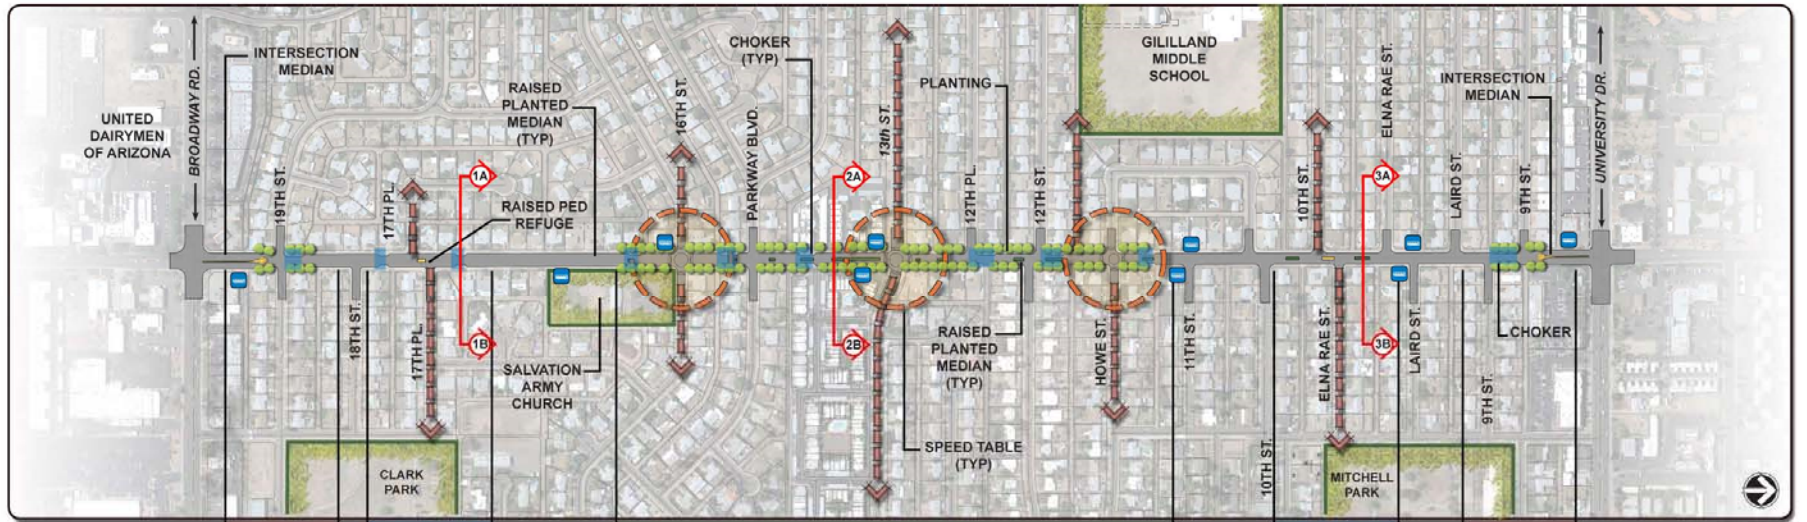 UNITED
DAIRYMEN
OF ARIZONA
BROADWAY RD.
INTERSECTION
MEDIAN
19TH ST.
18TH ST.
17TH PL.
17TH PL.
1A
1B
RAISED
PLANTED
MEDIAN
(TYP)
RAISED PED
REFUGE
SALVATION
ARMY
CHURCH
CLARK
PARK
16TH ST.
PARKWAY BLVD.
CHOKER
(TYP)
2A
2B
13th ST.
PLANTING
12TH PL.
12TH ST.
RAISED
PLANTED
MEDIAN
(TYP)
SPEED TABLE
(TYP)
GILILLAND
MIDDLE
SCHOOL
HOWE ST.
11TH ST.
10TH ST.
10TH ST.
ELNA RAE ST.
ELNA RAE ST.
3A
3B
LAIRD ST.
LAIRD ST.
INTERSECTION
MEDIAN
9TH ST.
9TH ST.
CHOKER
MITCHELL
PARK
UNIVERSITY DR.